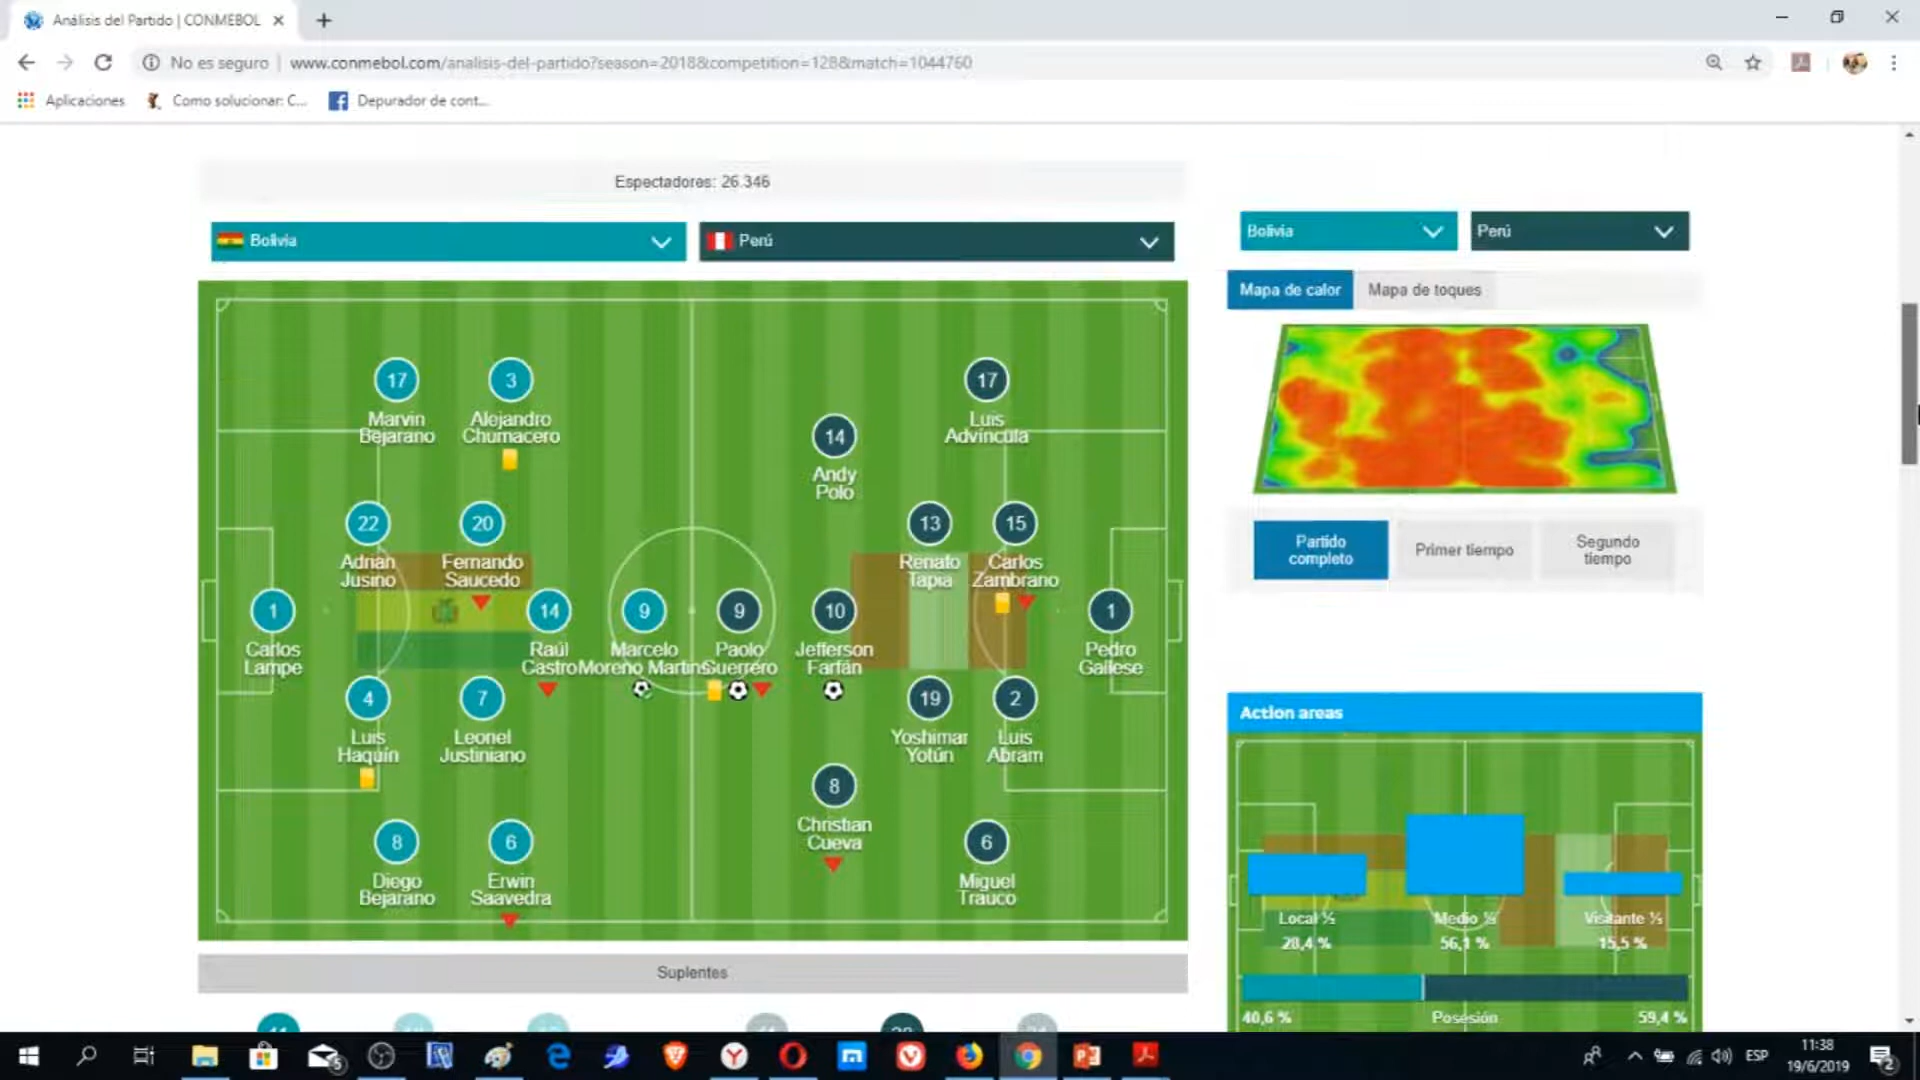 Análisis del Partido | CONMEBOL
No es seguro | www.conmebol.com/analisis-del-partido?season=2018&competition=128&match=1044760
Aplicaciones
Como solucionar: C...
Depurador de cont...
Espectadores: 26.346
Bolivia
Perú
Bolivia
Perú
Mapa de calor
Mapa de toques
17
Marvin
Bejarano
3
Alejandro
Chumacero
14
Andy
Polo
17
Luis
Advíncula
22
Adrián
Jusino
20
Fernando
Saucedo
13
Renato
Tapia
15
Carlos
Zambrano
1
Carlos
Lampe
14
Raúl
Castro
9
Marcelo
Moreno Martins
9
Paolo
Guerrero
10
Jefferson
Farfán
1
Pedro
Gallese
4
Luis
Haquín
7
Leonel
Justiniano
19
Yoshimar
Yotún
2
Luis
Abram
8
Christian
Cueva
8
Diego
Bejarano
6
Erwin
Saavedra
6
Miguel
Trauco
Suplentes
Partido
completo
Primer tiempo
Segundo
tiempo
Action areas
Local ⅓
28,4 %
Medio ⅓
56,1 %
Visitante ⅓
15,5 %
40,6 %
Posesión
59,4 %
5
ESP
11:38
19/6/2019
2